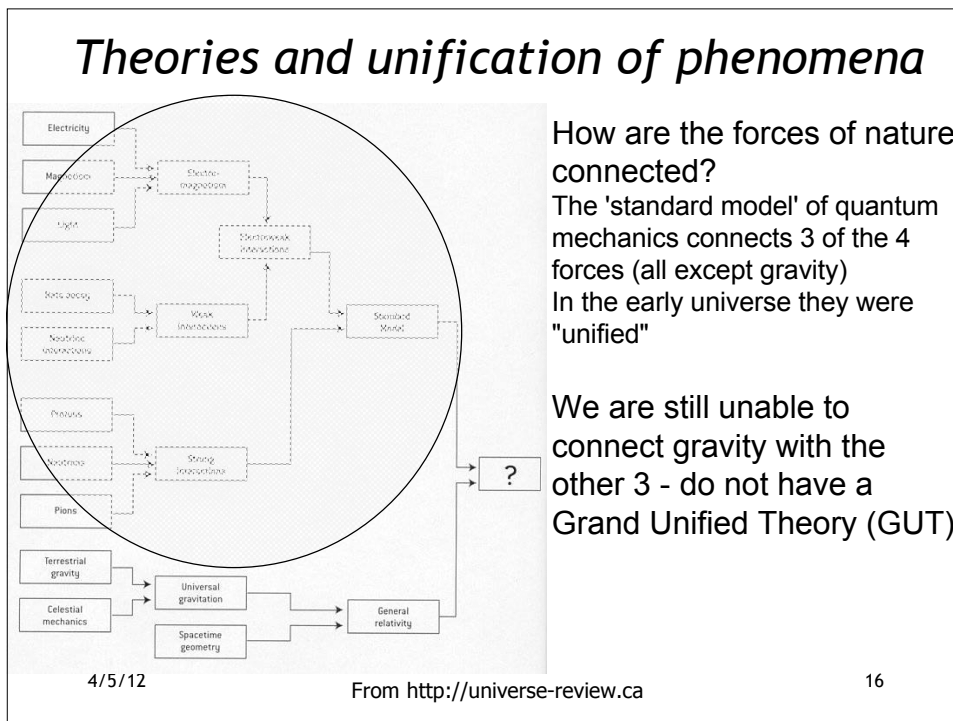 Theories and unification of phenomena
Electricity
Magnetism
Light
Electro-
magnetism
Electroweak
interactions
Beta decay
Neutrino
interactions
Weak
interactions
Standard
Model
Protons
Neutrons
Pions
Strong
interactions
?
Terrestrial
gravity
Celestial
mechanics
Universal
gravitation
Spacetime
geometry
General
relativity
How are the forces of nature
connected?
The 'standard model' of quantum
mechanics connects 3 of the 4
forces (all except gravity)
In the early universe they were
"unified"
We are still unable to
connect gravity with the
other 3 - do not have a
Grand Unified Theory (GUT)
4/5/12
From http://universe-review.ca
16